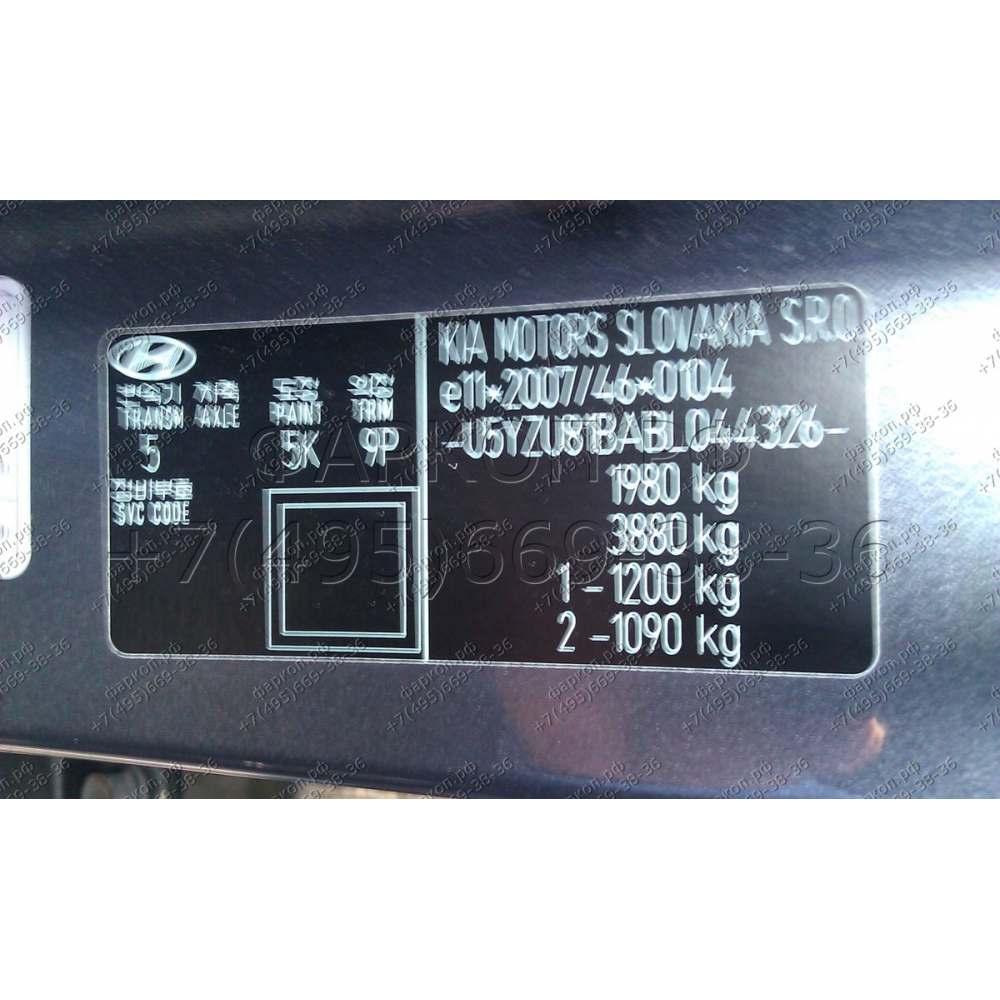 변속기 차축 도장 외장
TRANSM AXLE PAINT TRIM
5 5K 9P
정비부호
SVC CODE
KIA MOTORS SLOVAKIA S.R.O
e11*2007/46*0104
-U5YZU81BABL044326-
1980 kg
3880 kg
1 -1200 kg
2 -1090 kg
ФАРКОП.РФ
+7(495)669-38-36